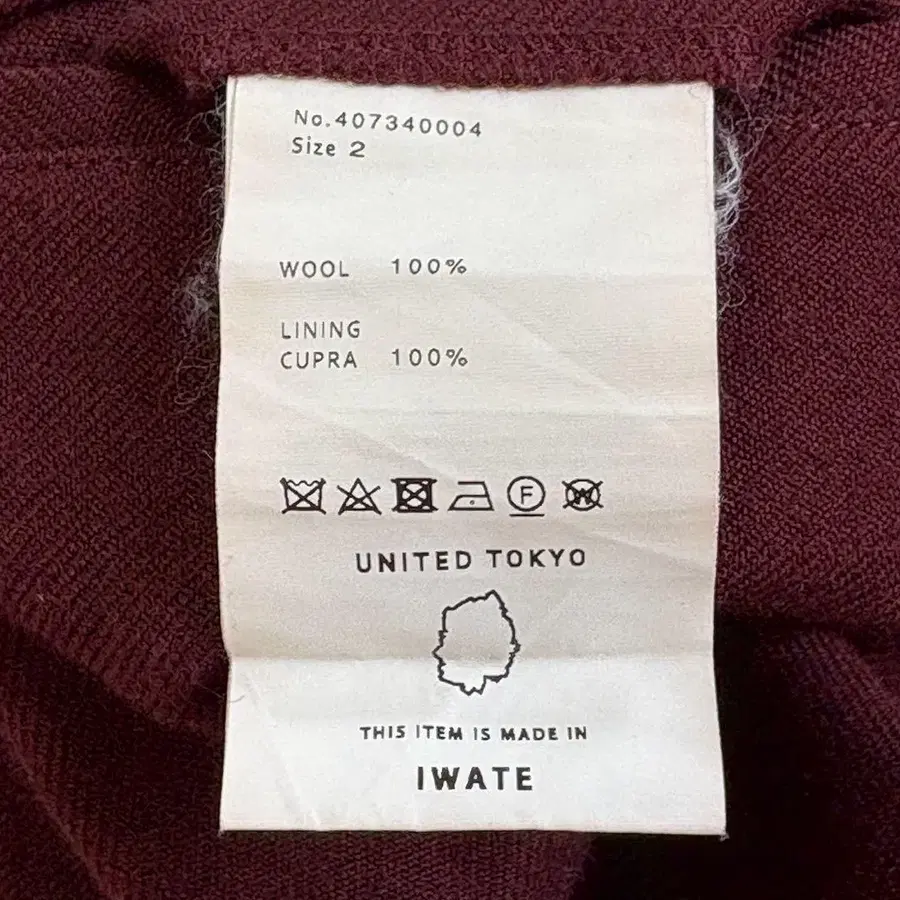 No.407340004
Size 2
WOOL 100%
LINING
CUPRA 100%
F
W
UNITED TOKYO
THIS ITEM IS MADE IN
IWATE